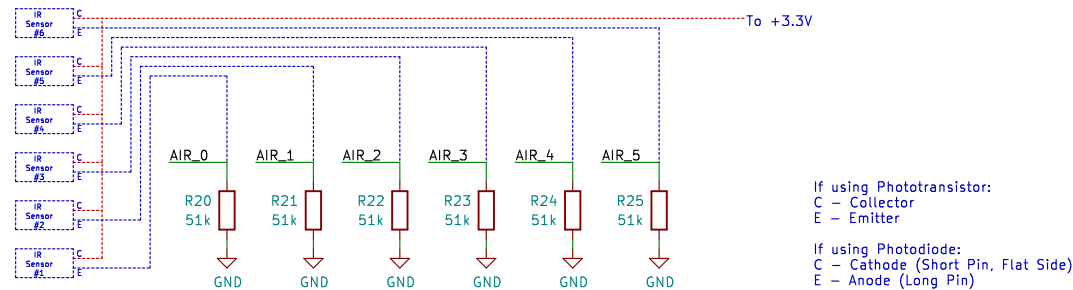 IR
Sensor
#6
C
E
To +3.3V
IR
Sensor
#5
C
E
IR
Sensor
#4
C
E
IR
Sensor
#3
C
E
IR
Sensor
#2
C
E
IR
Sensor
#1
C
E
AIR_0
AIR_1
AIR_2
AIR_3
AIR_4
AIR_5
R20
51k
R21
51k
R22
51k
R23
51k
R24
51k
R25
51k
GND
GND
GND
GND
GND
GND
If using Phototransistor:
C – Collector
E – Emitter
If using Photodiode:
C – Cathode (Short Pin, Flat Side)
E – Anode (Long Pin)